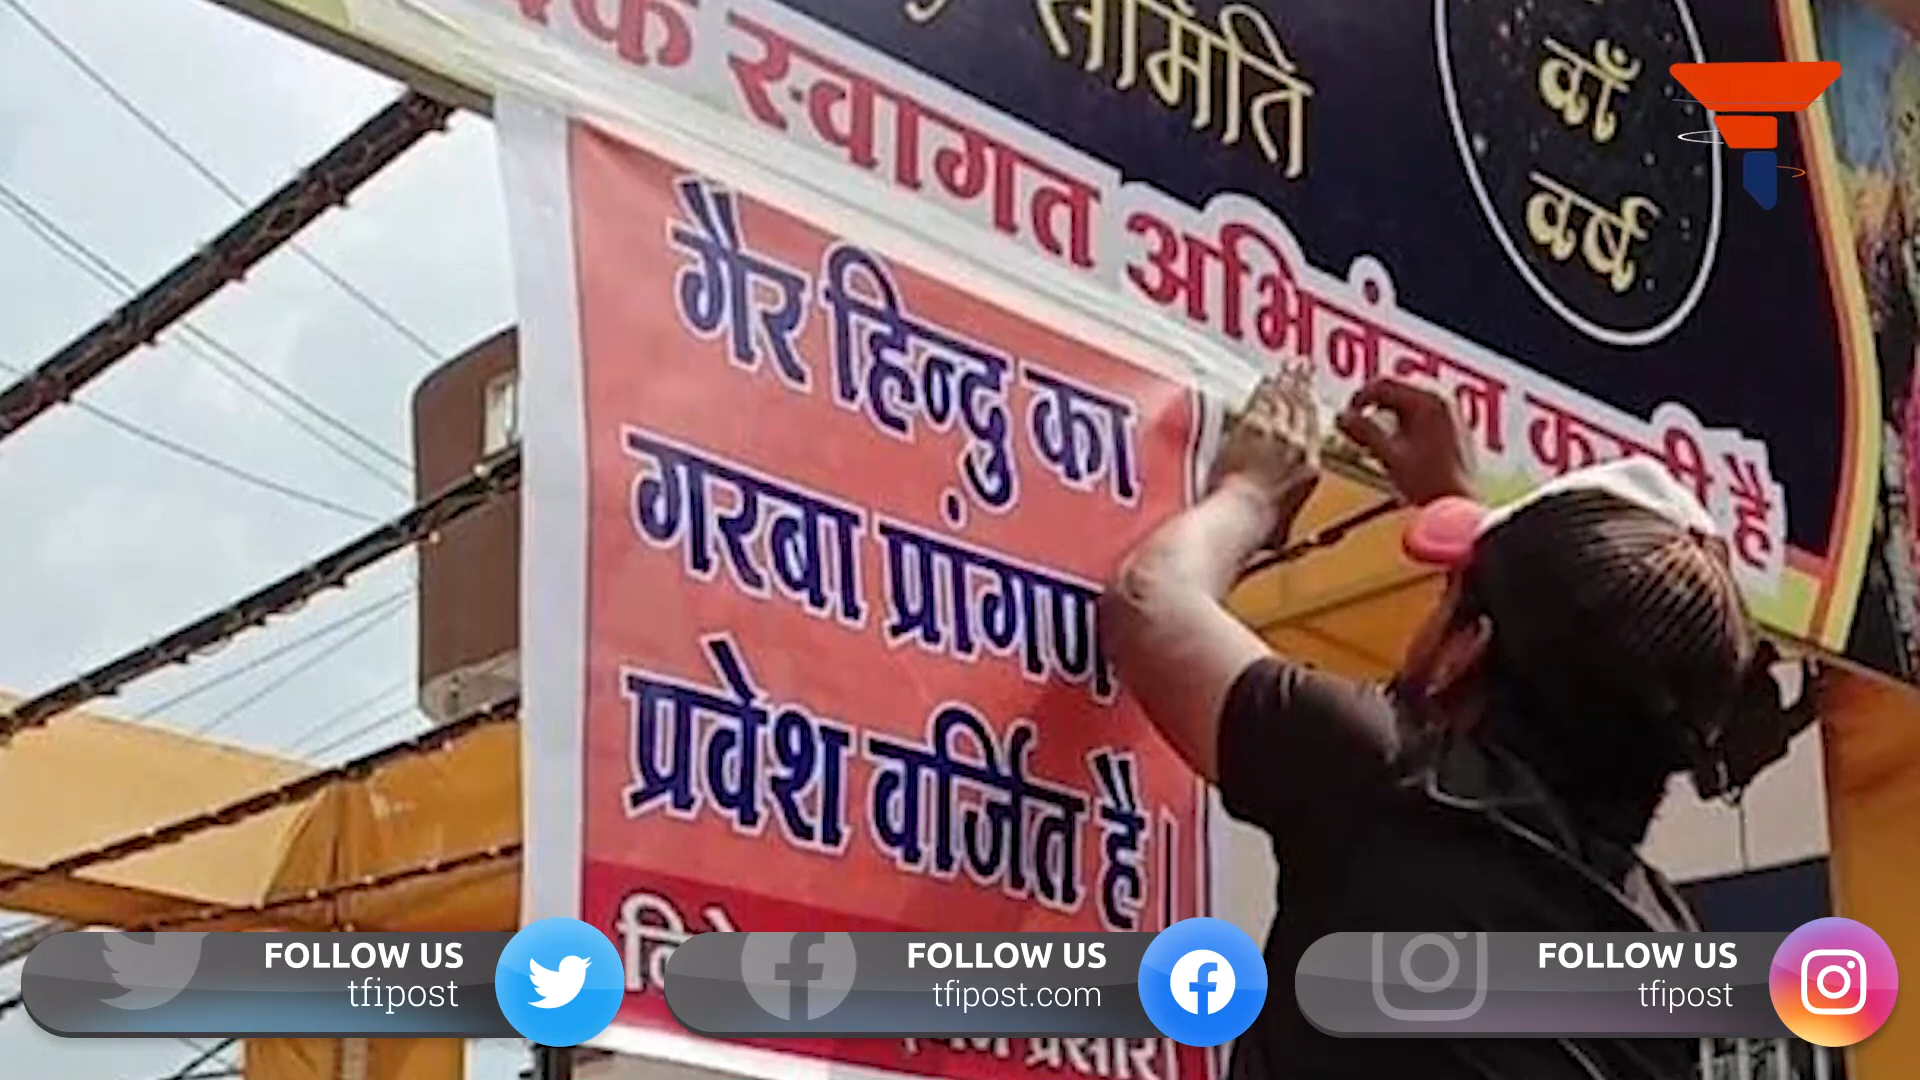 समिति
वाँ
वर्ष
स्वागत अभिनंदन करती है
गैर हिन्दु का
गरबा प्रांगण
प्रवेश वर्जित है
FOLLOW US
tfipost
FOLLOW US
tfipost.com
FOLLOW US
tfipost
प्रसार